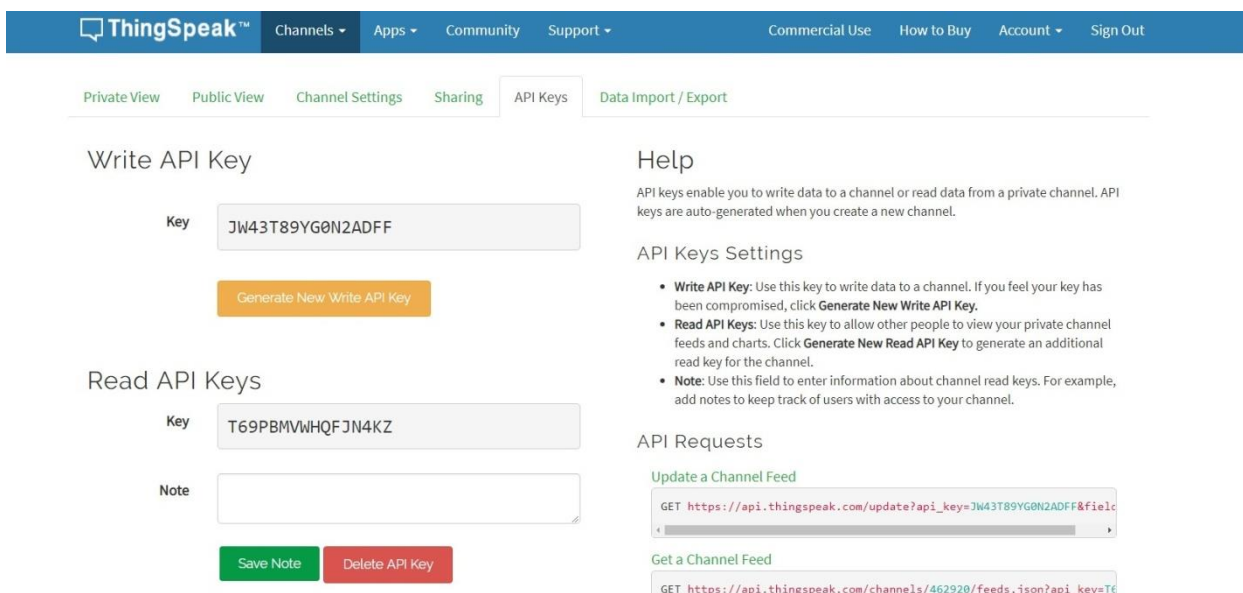 ThingSpeak™ Channels Apps Community Support Commercial Use How to Buy Account Sign Out
Private View Public View Channel Settings Sharing API Keys Data Import / Export
Write API Key
Key JW43T89YG0N2ADFF
Generate New Write API Key
Read API Keys
Key T69PBMVWHQFJN4KZ
Note
Save Note Delete API Key
Help
API keys enable you to write data to a channel or read data from a private channel. API
keys are auto-generated when you create a new channel.
API Keys Settings
• Write API Key: Use this key to write data to a channel. If you feel your key has
been compromised, click Generate New Write API Key.
• Read API Keys: Use this key to allow other people to view your private channel
feeds and charts. Click Generate New Read API Key to generate an additional
read key for the channel.
• Note: Use this field to enter information about channel read keys. For example,
add notes to keep track of users with access to your channel.
API Requests
Update a Channel Feed
GET https://api.thingspeak.com/update?api_key=JW43T89YG0N2ADFF&field
Get a Channel Feed
GET https://api.thingspeak.com/channels/462920/feeds.json?api_key=T6